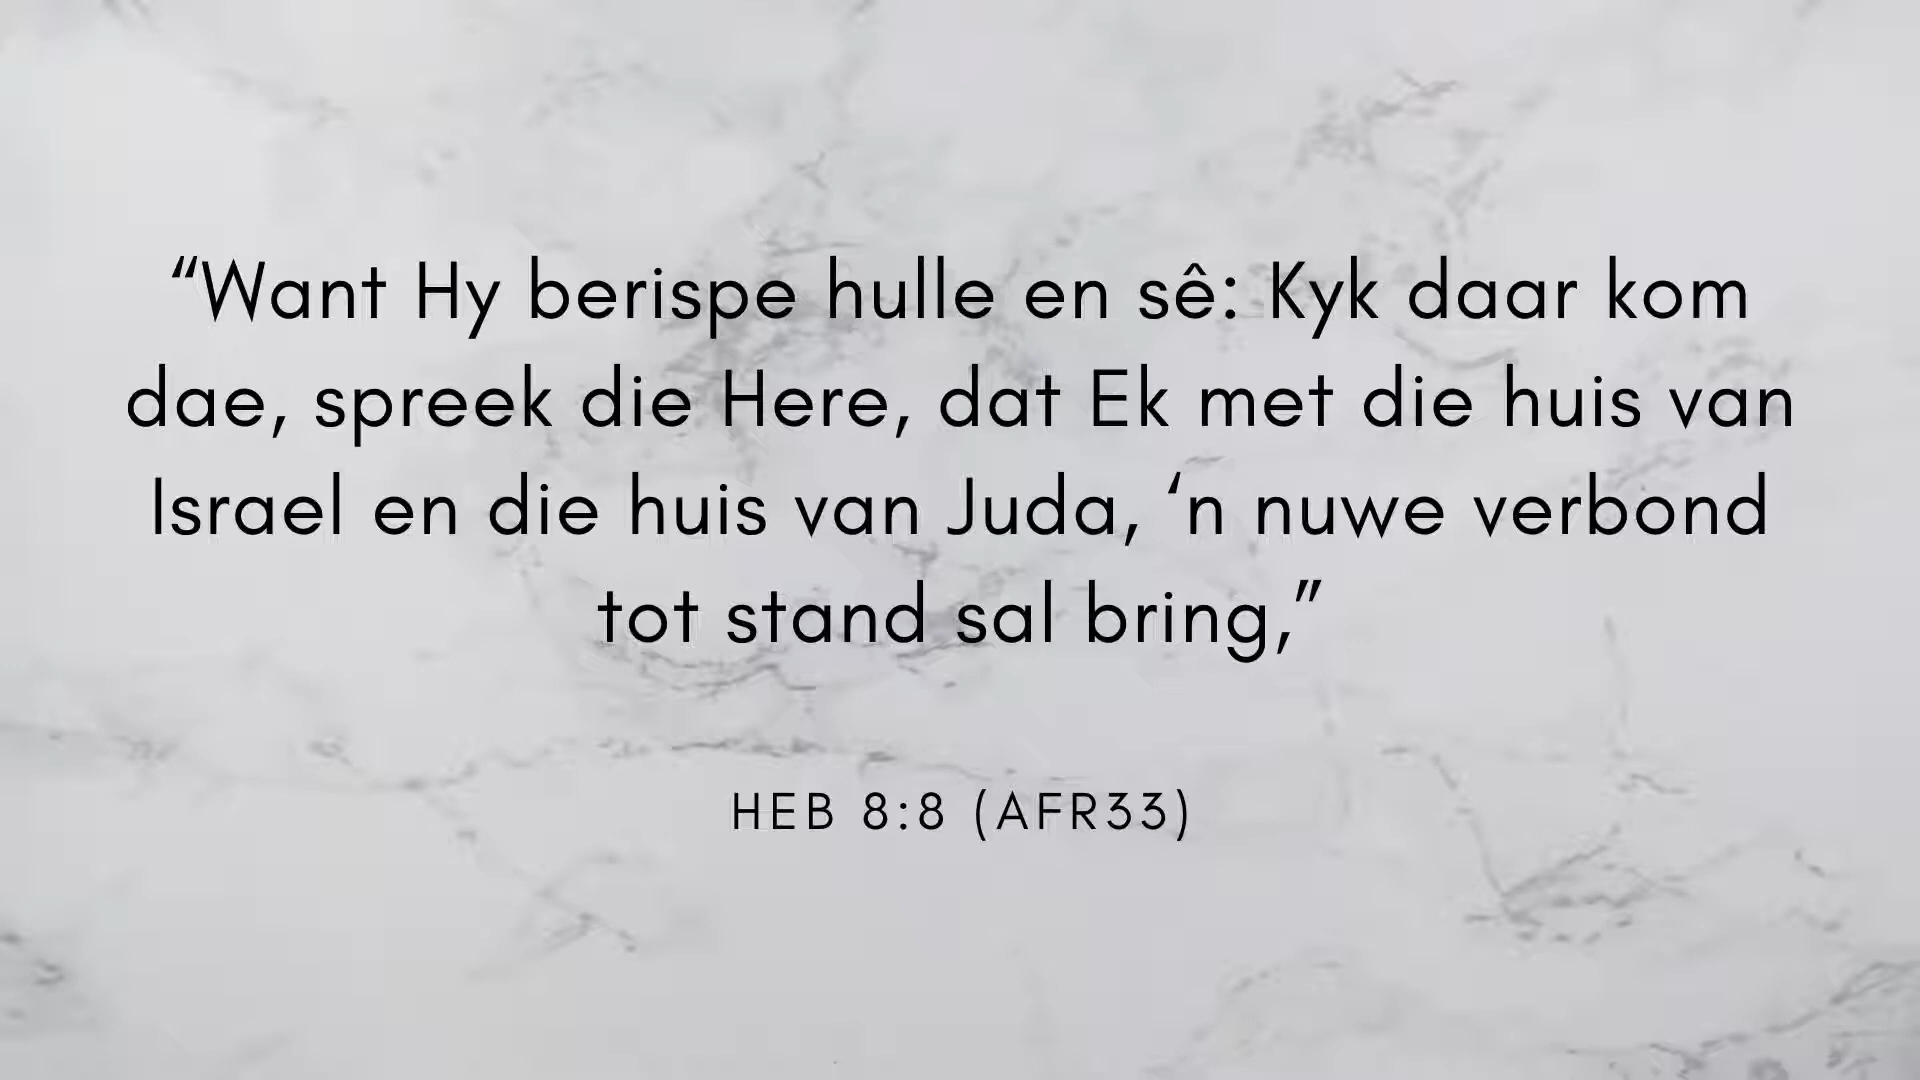 “Want Hy berispe hulle en sê: Kyk daar kom
dae, spreek die Here, dat Ek met die huis van
Israel en die huis van Juda, ‘n nuwe verbond
tot stand sal bring,”
HEB 8:8 (AFR33)